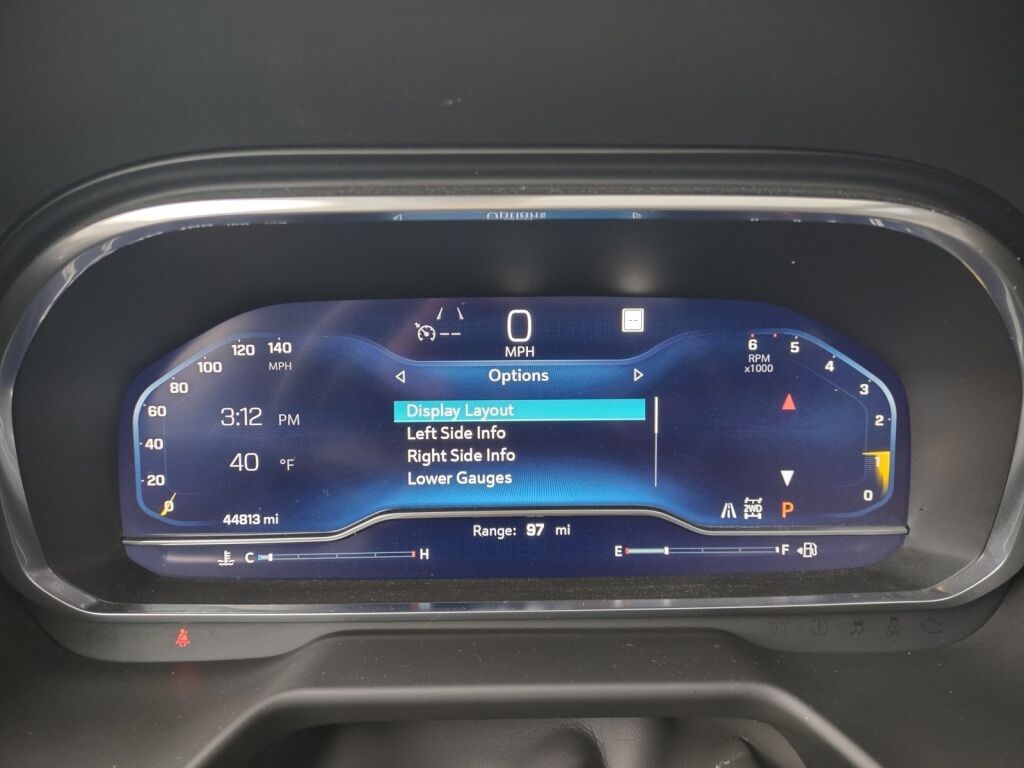 0
MPH
--
Options
Display Layout
Left Side Info
Right Side Info
Lower Gauges
140
120
100
80
60
40
20
0
MPH
3:12 PM
40 °F
44813 mi
6
5
4
3
2
0
RPM
x1000
2WD
P
Range: 97 mi
C
H
E
F